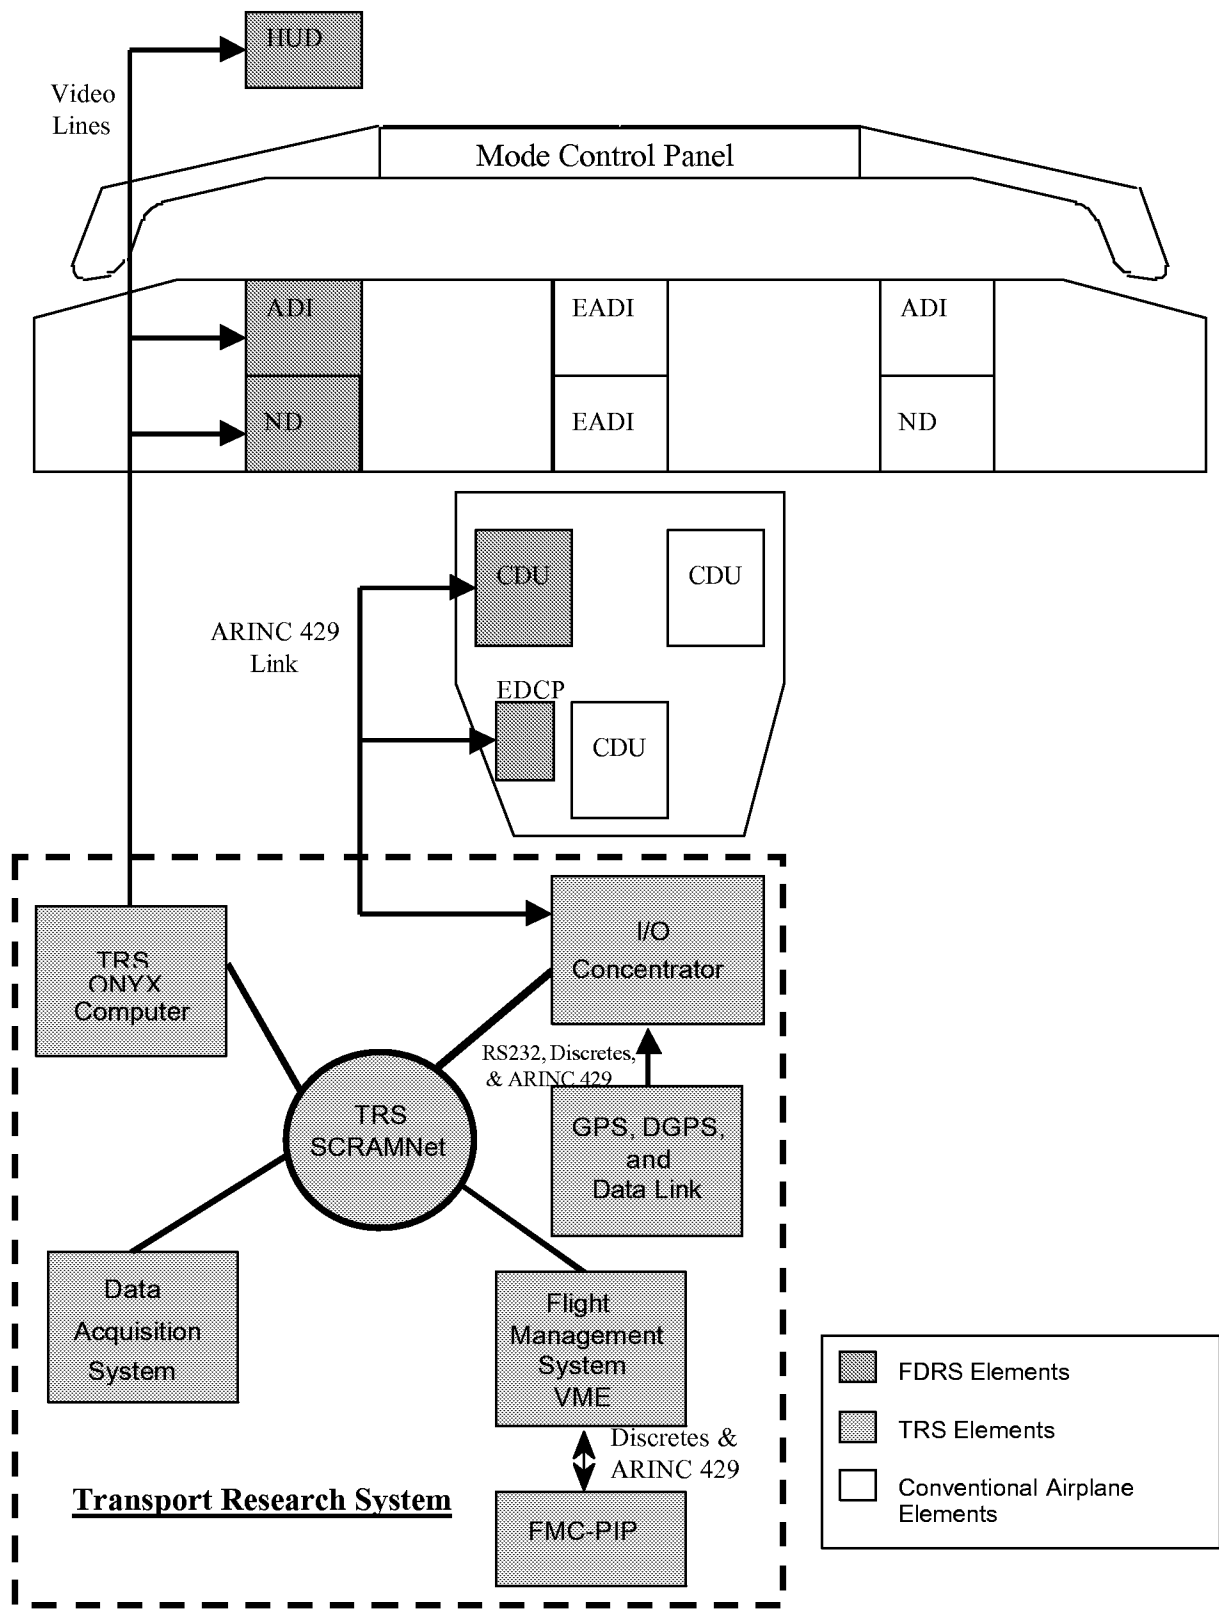 HUD
Video
Lines
Mode Control Panel
ADI
EADI
ADI
ND
EADI
ND
CDU
CDU
ARINC 429
Link
EDCP
CDU
TRS
ONYX
Computer
I/O
Concentrator
RS232, Discretes,
& ARINC 429
TRS
SCRAMNet
GPS, DGPS,
and
Data Link
Data
Acquisition
System
Flight
Management
System
VME
Discretes &
ARINC 429
Transport Research System
FMC-PIP
FDRS Elements
TRS Elements
Conventional Airplane
Elements